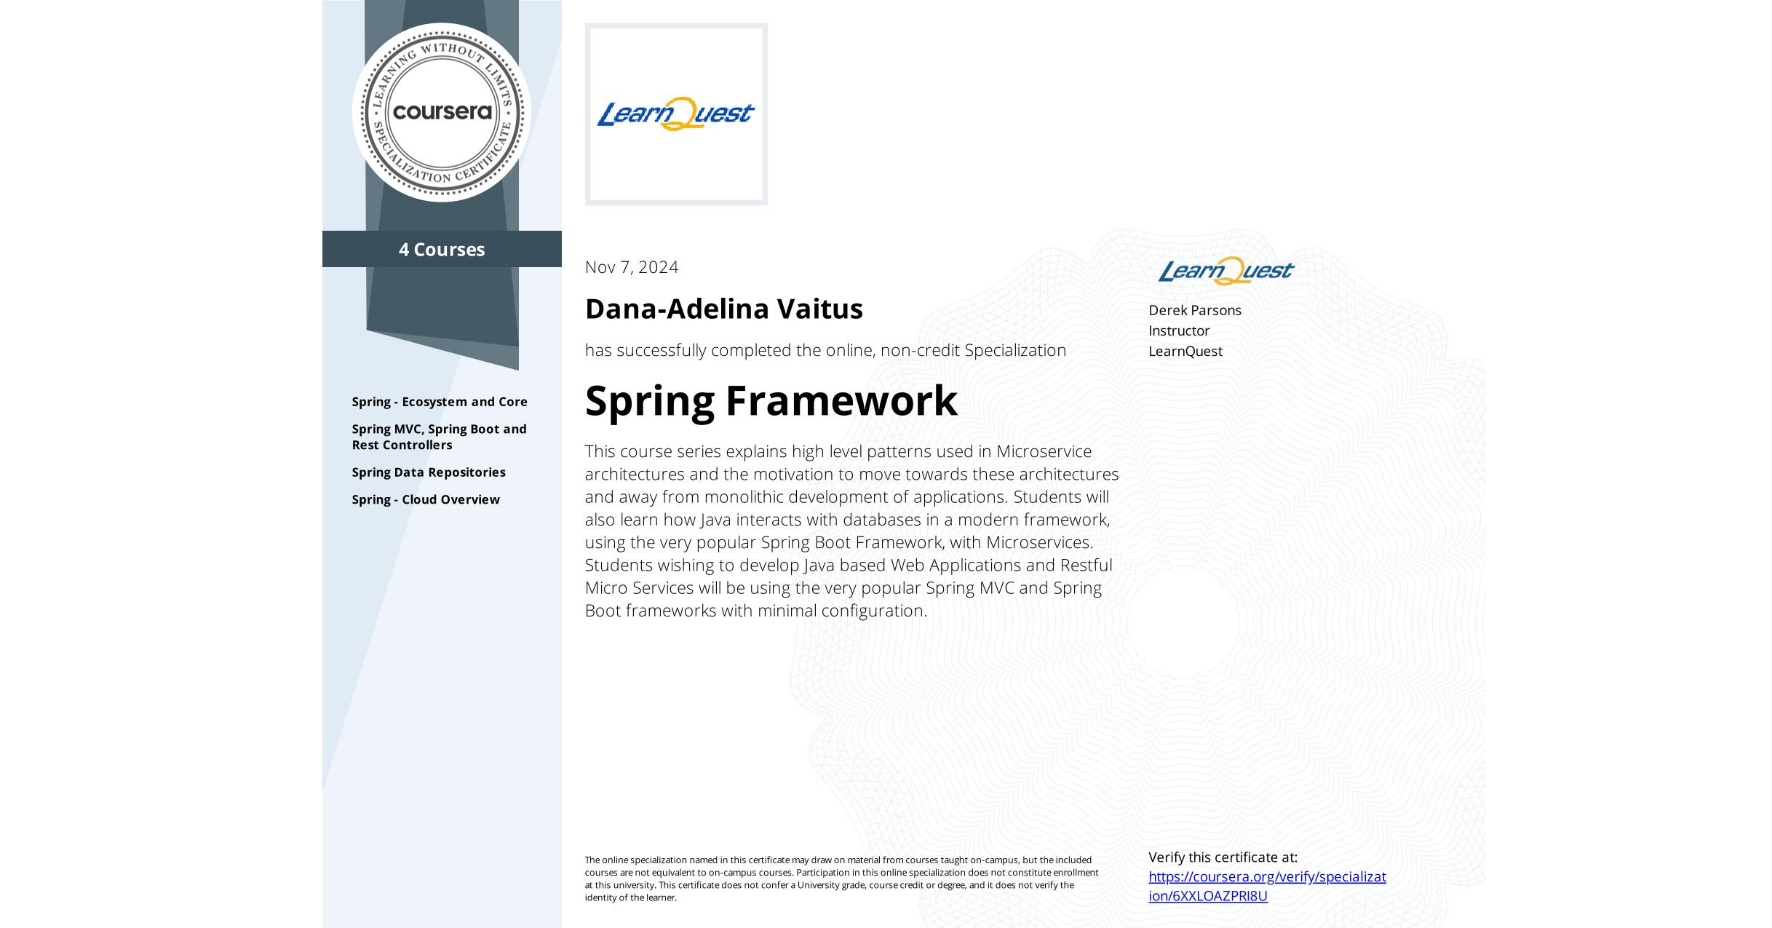 LEARNING WITHOUT LIMITS
coursera
SPECIALIZATION CERTIFICATE
4 Courses
Spring - Ecosystem and Core
Spring MVC, Spring Boot and
Rest Controllers
Spring Data Repositories
Spring - Cloud Overview
LearnQuest
Nov 7, 2024
Dana-Adelina Vaitus
has successfully completed the online, non-credit Specialization
Spring Framework
This course series explains high level patterns used in Microservice
architectures and the motivation to move towards these architectures
and away from monolithic development of applications. Students will
also learn how Java interacts with databases in a modern framework,
using the very popular Spring Boot Framework, with Microservices.
Students wishing to develop Java based Web Applications and Restful
Micro Services will be using the very popular Spring MVC and Spring
Boot frameworks with minimal configuration.
LearnQuest
Derek Parsons
Instructor
LearnQuest
The online specialization named in this certificate may draw on material from courses taught on-campus, but the included
courses are not equivalent to on-campus courses. Participation in this online specialization does not constitute enrollment
at this university. This certificate does not confer a University grade, course credit or degree, and it does not verify the
identity of the learner.
Verify this certificate at:
https://coursera.org/verify/specializat
ion/6XXLOAZPRI8U